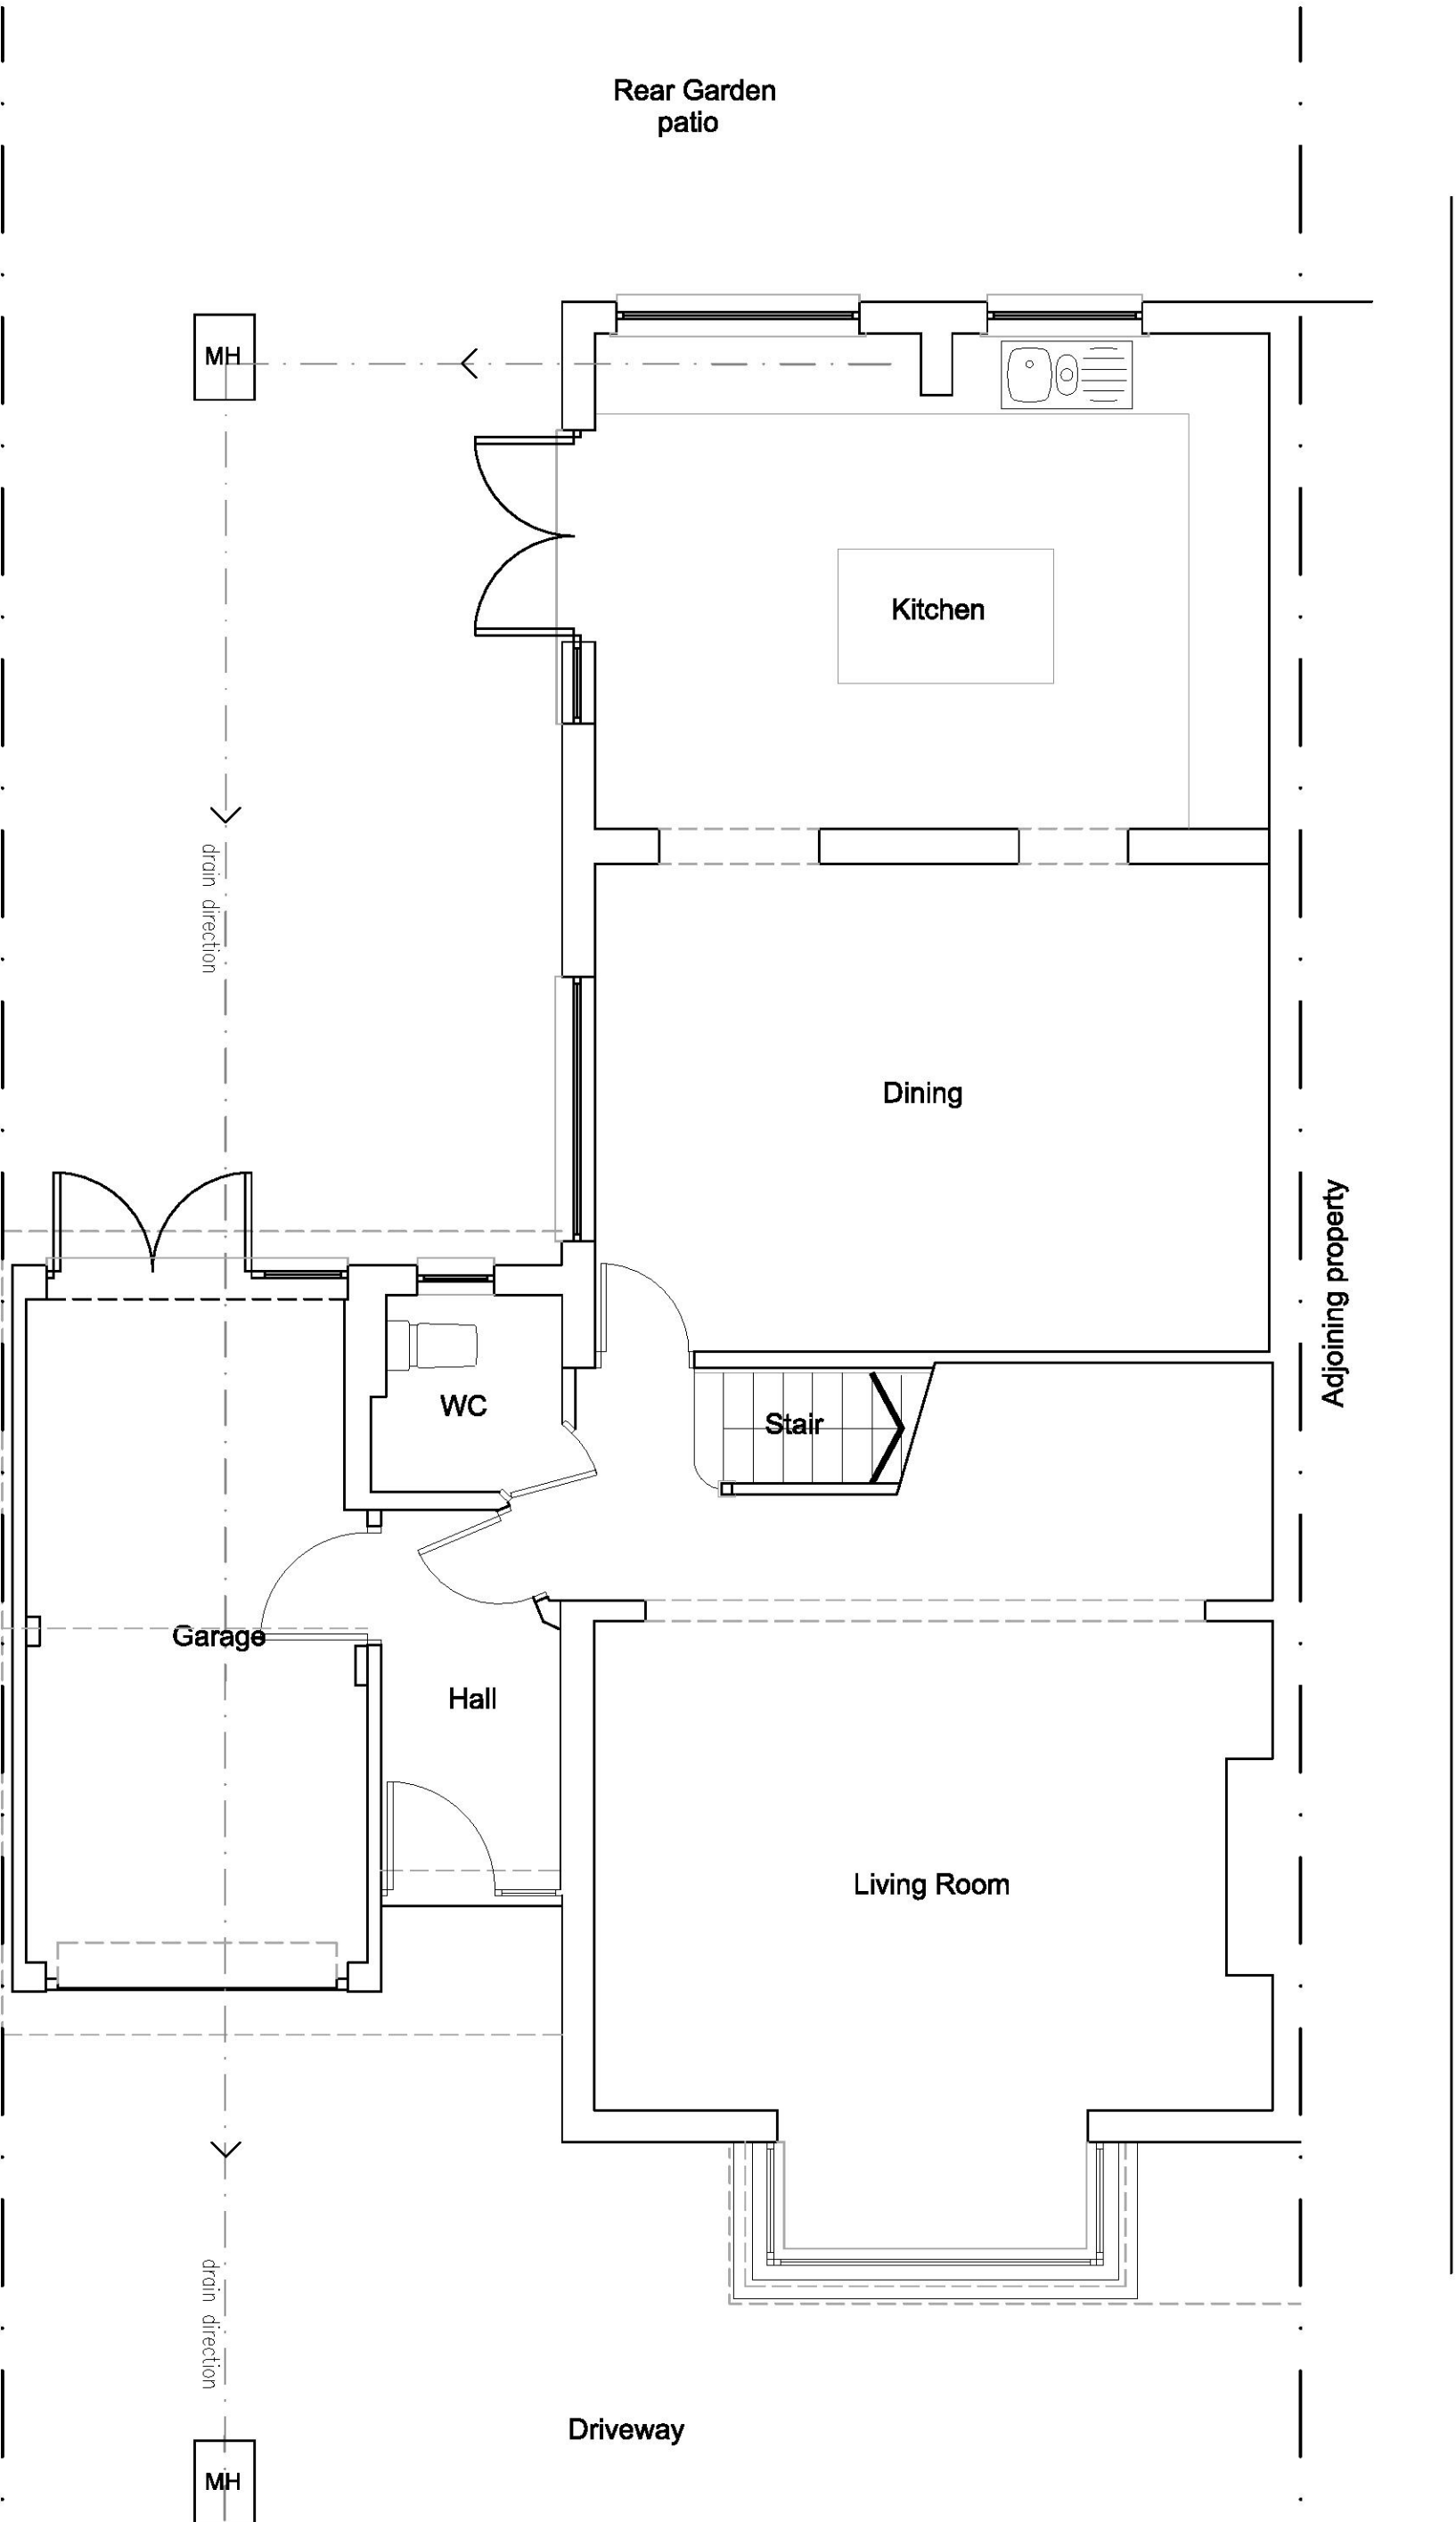 Rear Garden
patio
MH
Kitchen
drain direction
Dining
Adjoining property
WC
Stair
Garage
Hall
Living Room
drain direction
Driveway
MH